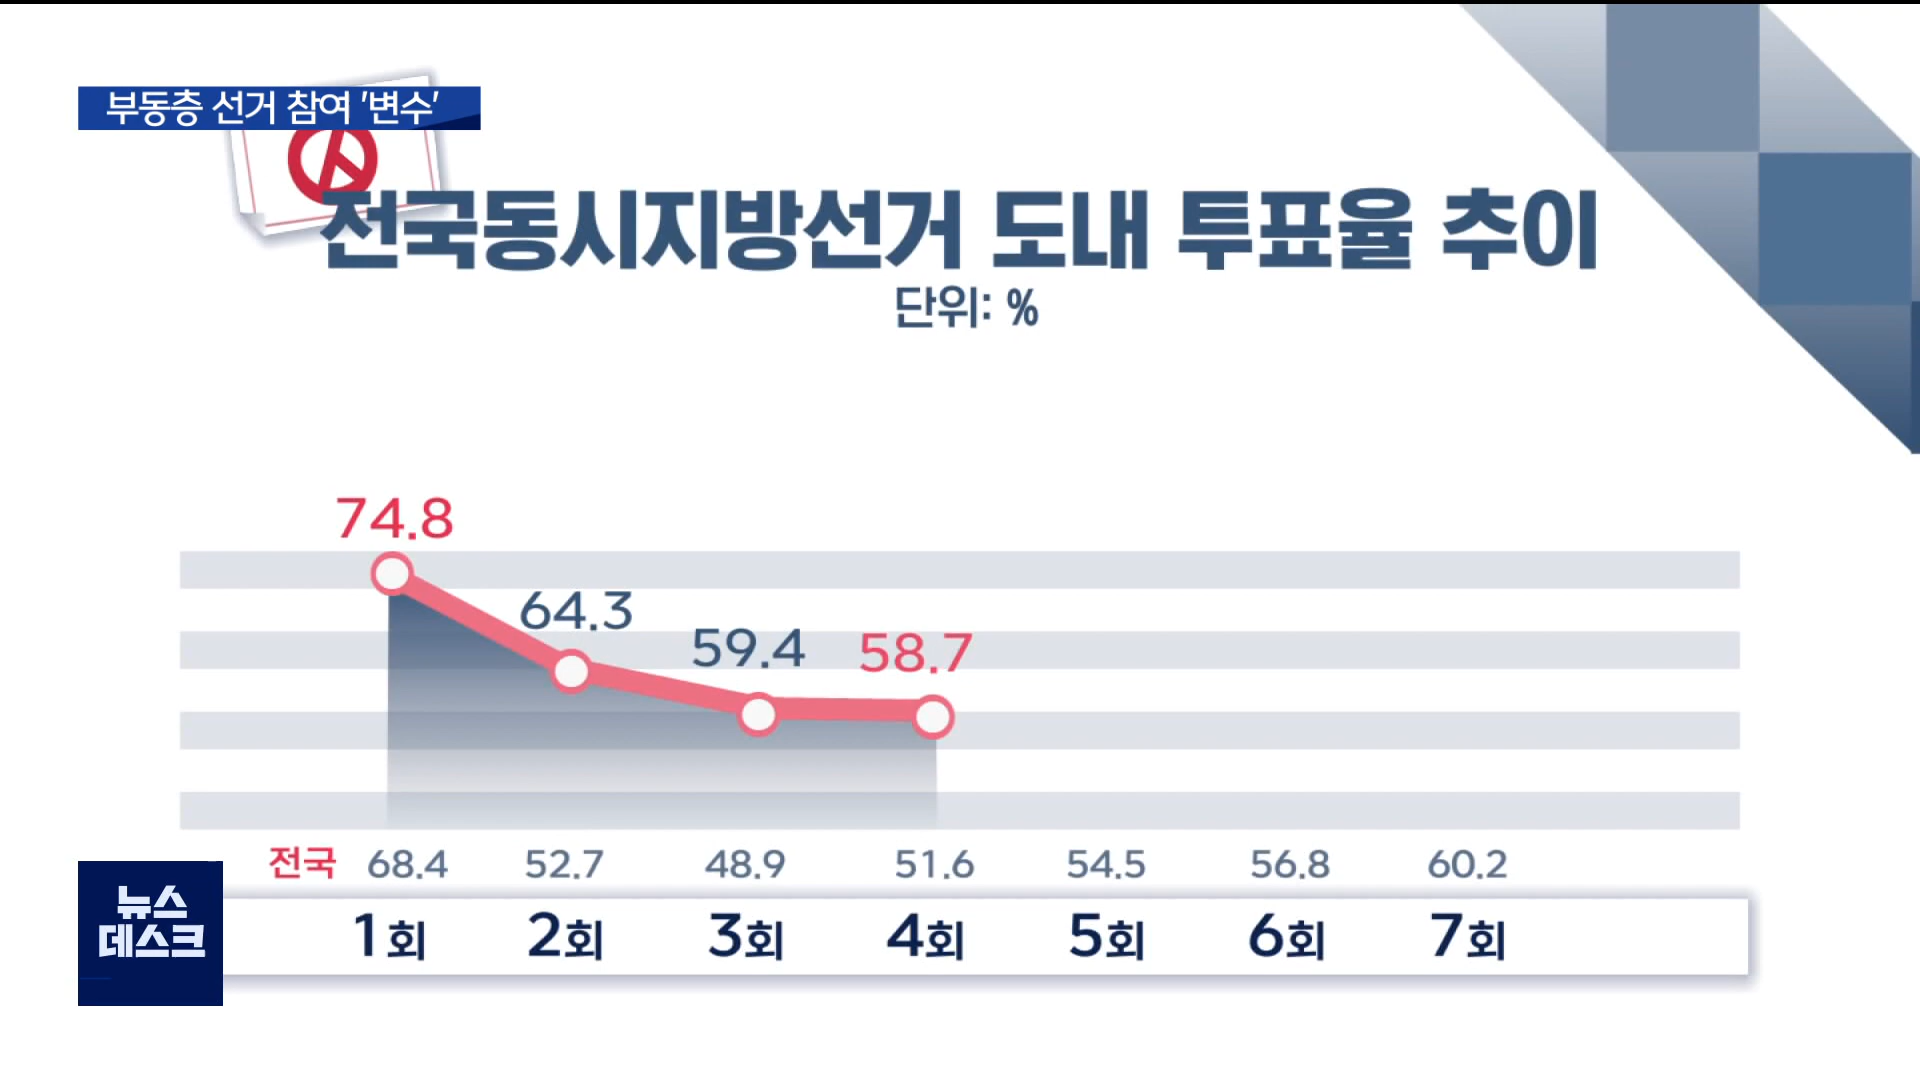 부동층 선거 참여 '변수'
전국동시지방선거 도내 투표율 추이
단위: %
74.8
64.3
59.4
58.7
전국 68.4 52.7 48.9 51.6 54.5 56.8 60.2
1회 2회 3회 4회 5회 6회 7회
뉴스
데스크